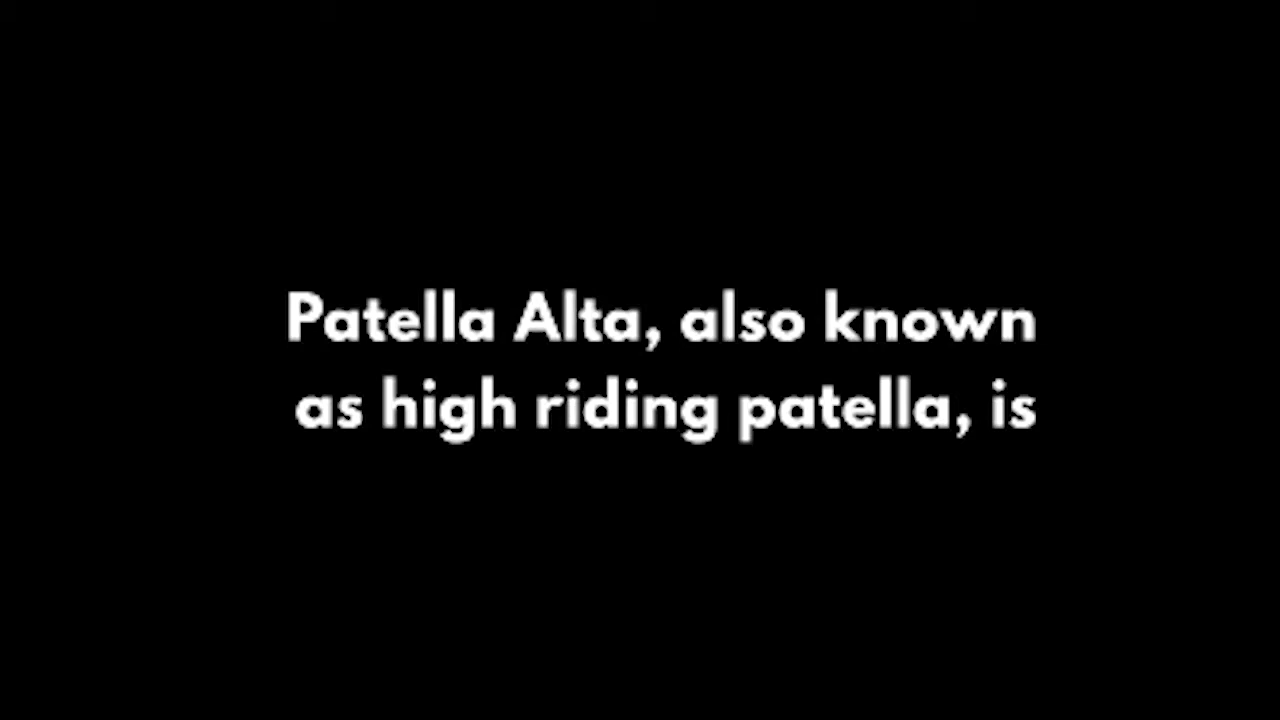 Patella Alta, also known
as high riding patella, is